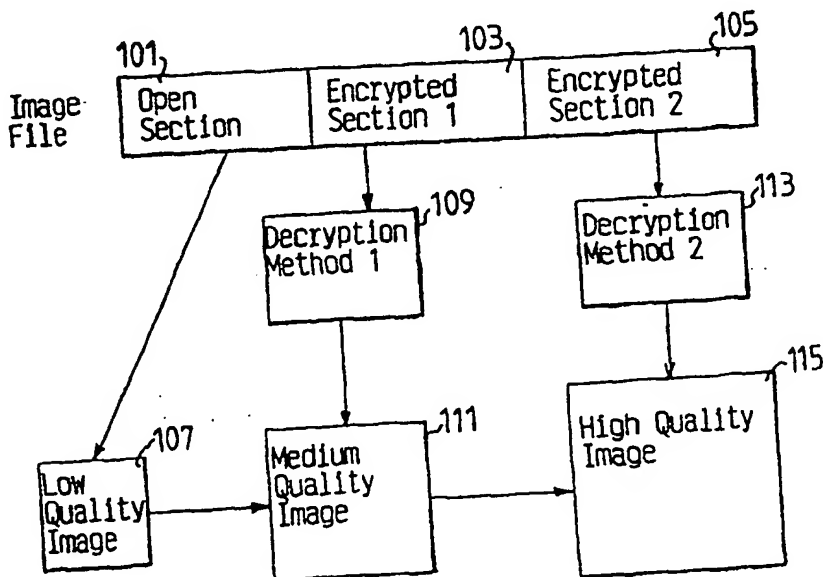 101
103
105
Image
File
Open
Section
Encrypted
Section 1
Encrypted
Section 2
109
Decryption
Method 1
113
Decryption
Method 2
107
Low
Quality
Image
111
Medium
Quality
Image
115
High Quality
Image